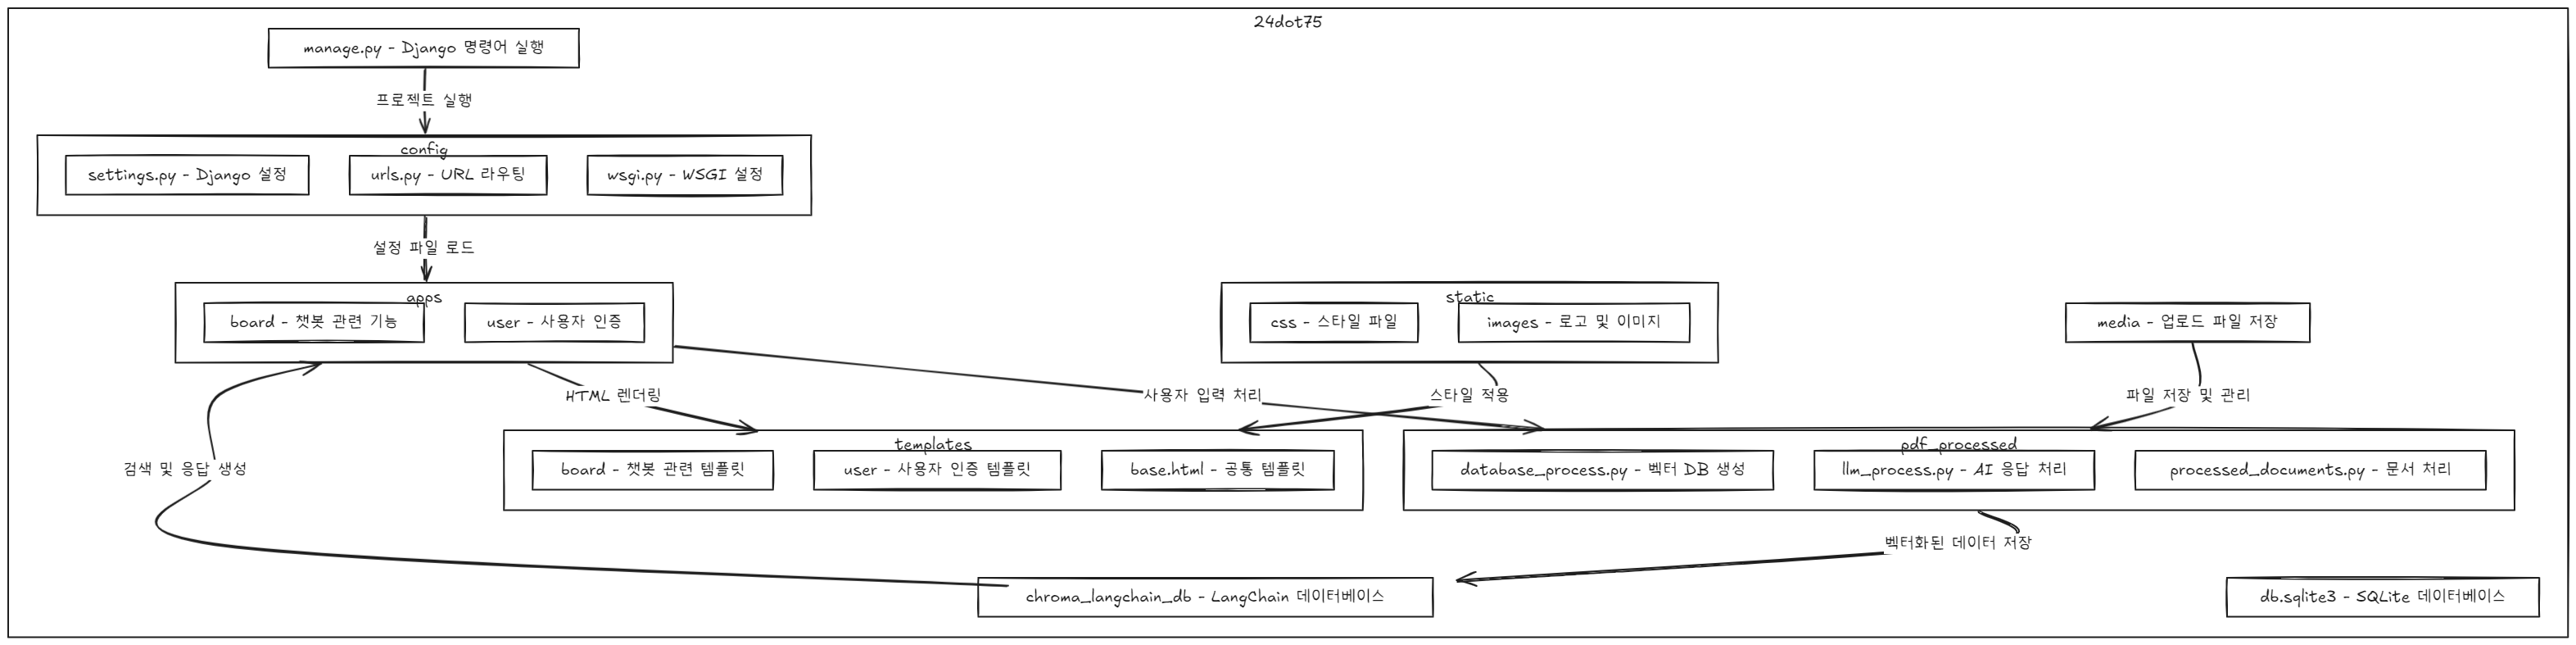 24dot75
manage.py - Django 명령어 실행
프로젝트 실행
config
settings.py - Django 설정
urls.py - URL 라우팅
wsgi.py - WSGI 설정
설정 파일 로드
apps
board - 챗봇 관련 기능
user - 사용자 인증
static
css - 스타일 파일
images - 로고 및 이미지
media - 업로드 파일 저장
HTML 렌더링
사용자 입력 처리
스타일 적용
파일 저장 및 관리
templates
board - 챗봇 관련 템플릿
user - 사용자 인증 템플릿
base.html - 공통 템플릿
pdf_processed
database_process.py - 벡터 DB 생성
llm_process.py - AI 응답 처리
processed_documents.py - 문서 처리
검색 및 응답 생성
벡터화된 데이터 저장
chroma_langchain_db - LangChain 데이터베이스
db.sqlite3 - SQLite 데이터베이스